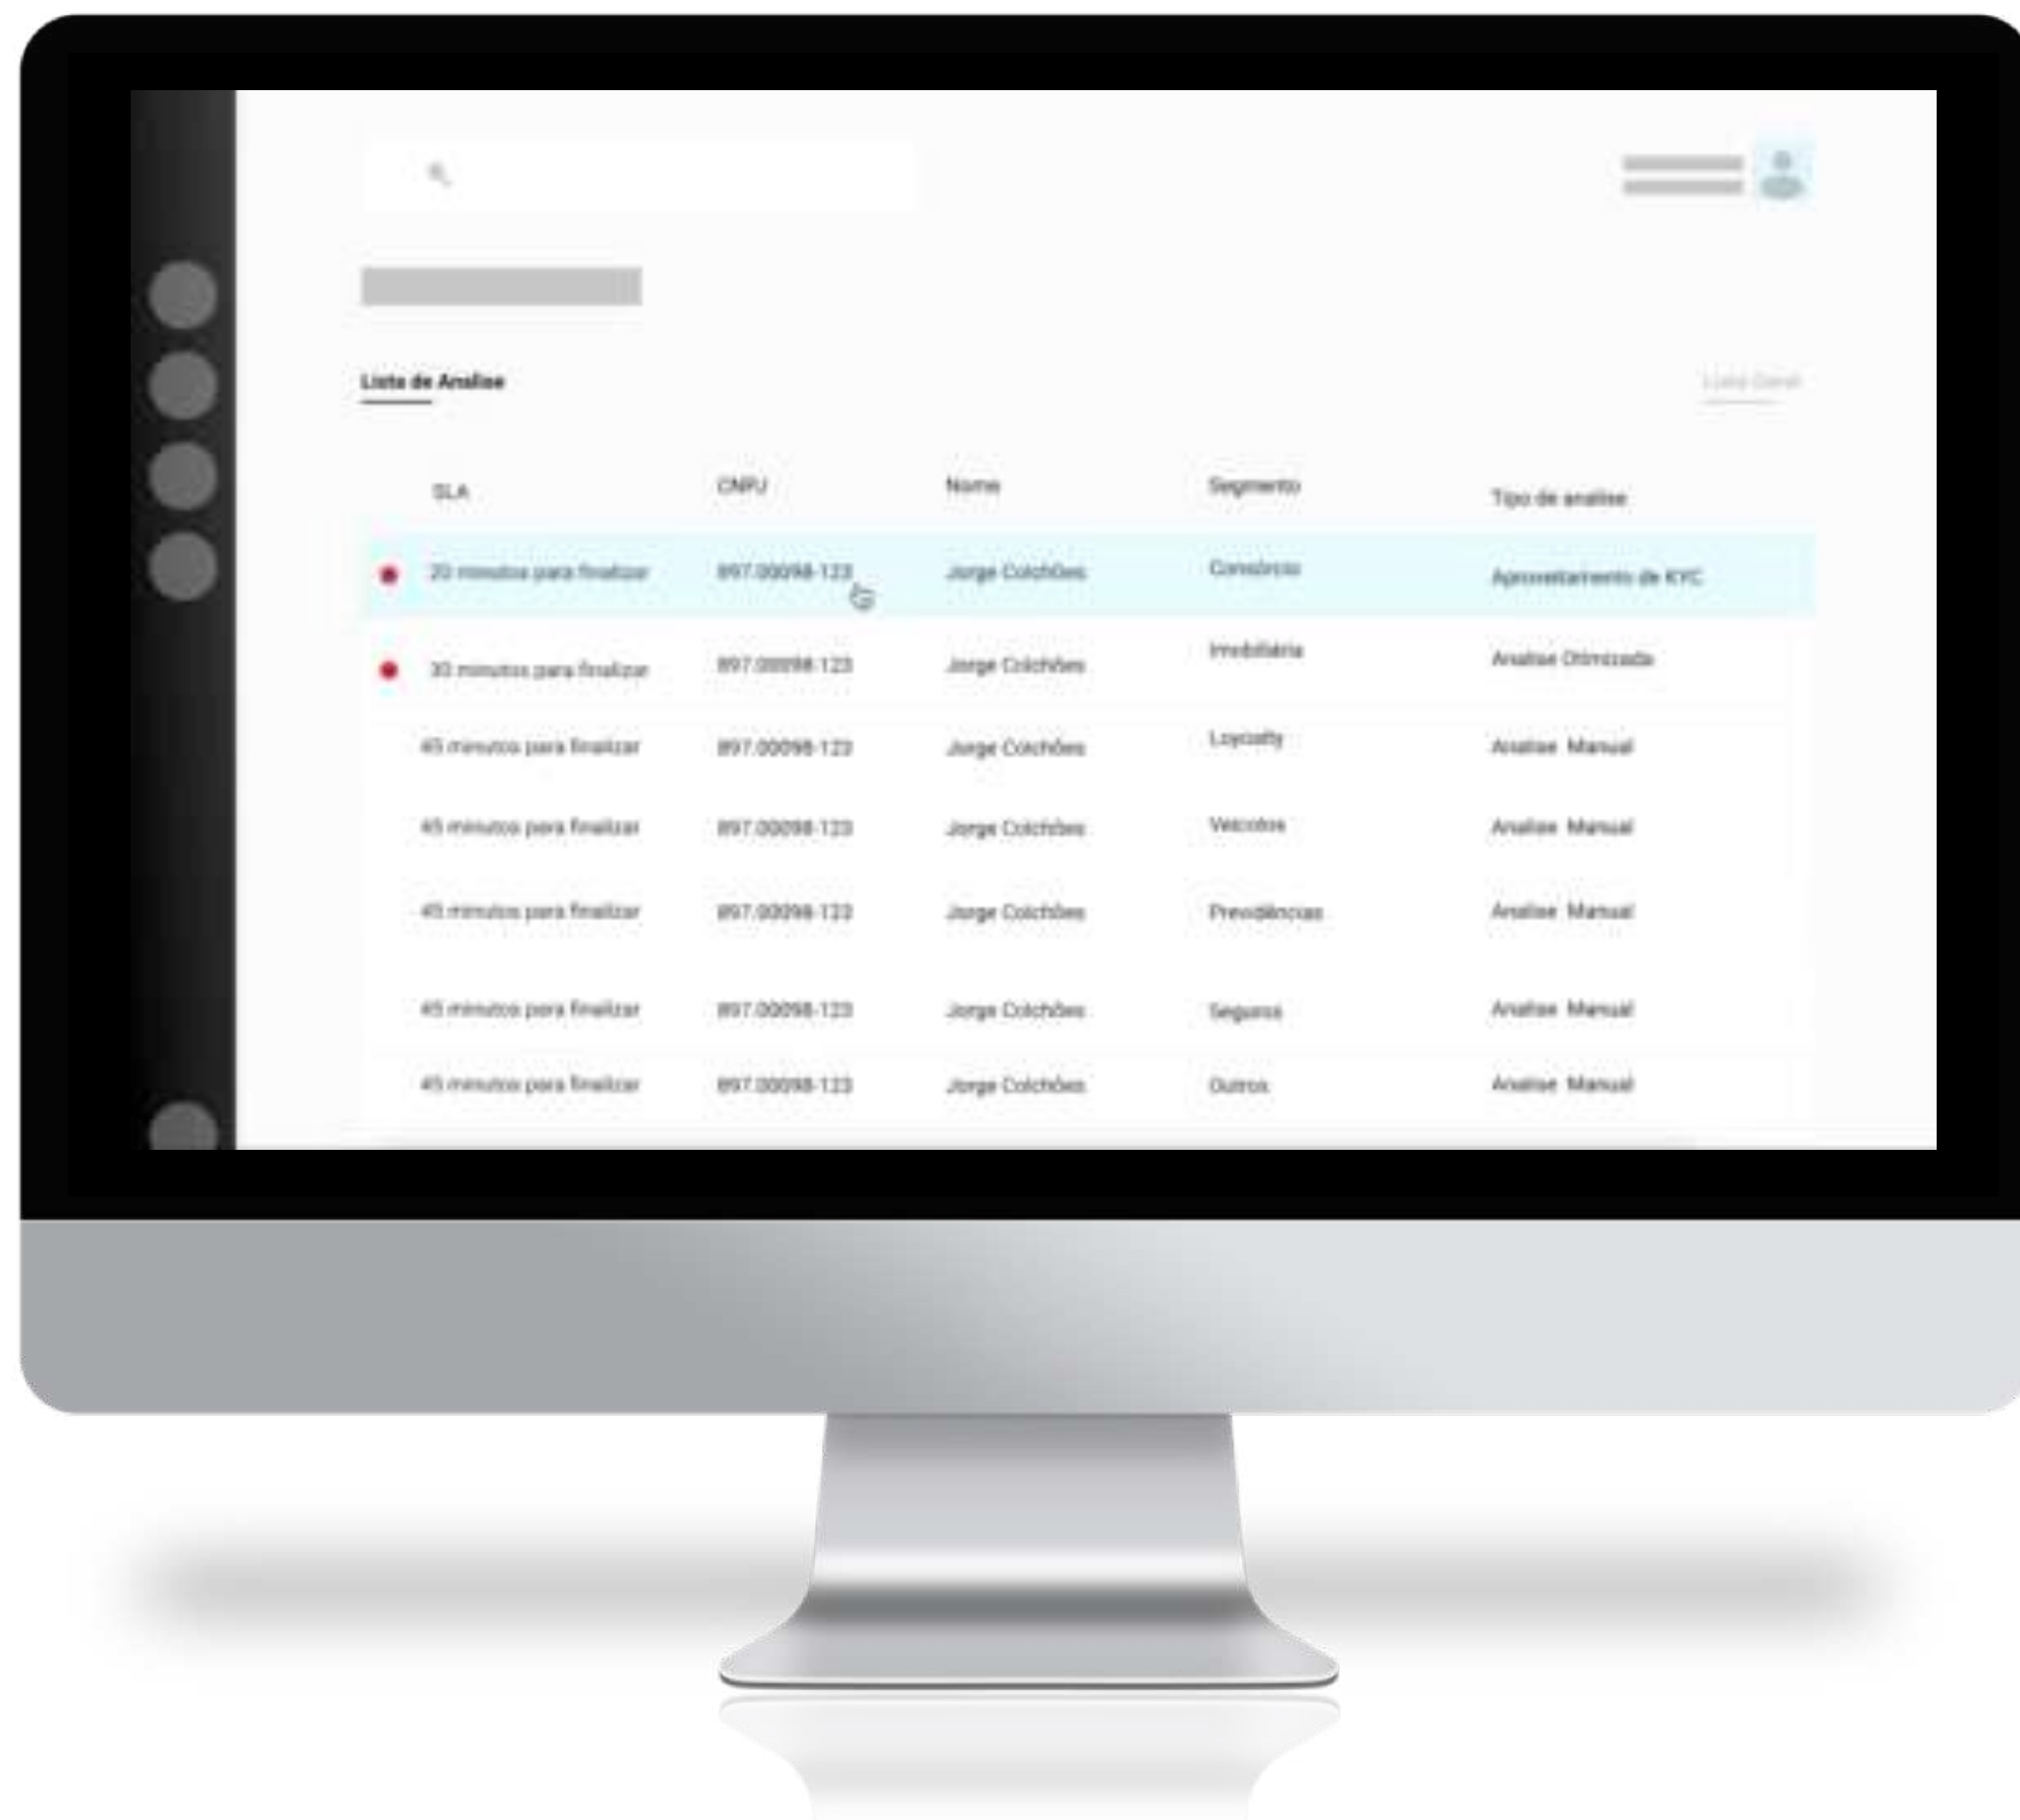 Lista de Analise
Lista Geral
SLA CNPJ Nome Segmento Tipo de analise
20 minutos para finalizar 897.00098-123 Jorge Colchões Consórcio Aproveitamento de KYC
30 minutos para finalizar 897.00098-123 Jorge Colchões Imobiliária Analise Otimizada
45 minutos para finalizar 897.00098-123 Jorge Colchões Loycalty Analise Manual
45 minutos para finalizar 897.00098-123 Jorge Colchões Veícolos Analise Manual
45 minutos para finalizar 897.00098-123 Jorge Colchões Previdências Analise Manual
45 minutos para finalizar 897.00098-123 Jorge Colchões Seguros Analise Manual
45 minutos para finalizar 897.00098-123 Jorge Colchões Outros Analise Manual